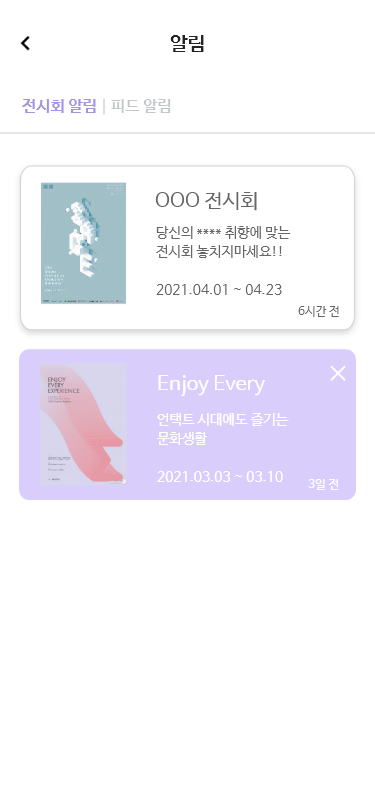 알림
전시회 알림 | 피드 알림
OOO 전시회
당신의 **** 취향에 맞는
전시회 놓치지마세요!!
2021.04.01 ~ 04.23
6시간 전
ENJOY
EVERY
EXPERIENCE
Enjoy Every
언택트 시대에도 즐기는
문화생활
2021.03.03 ~ 03.10
3일 전